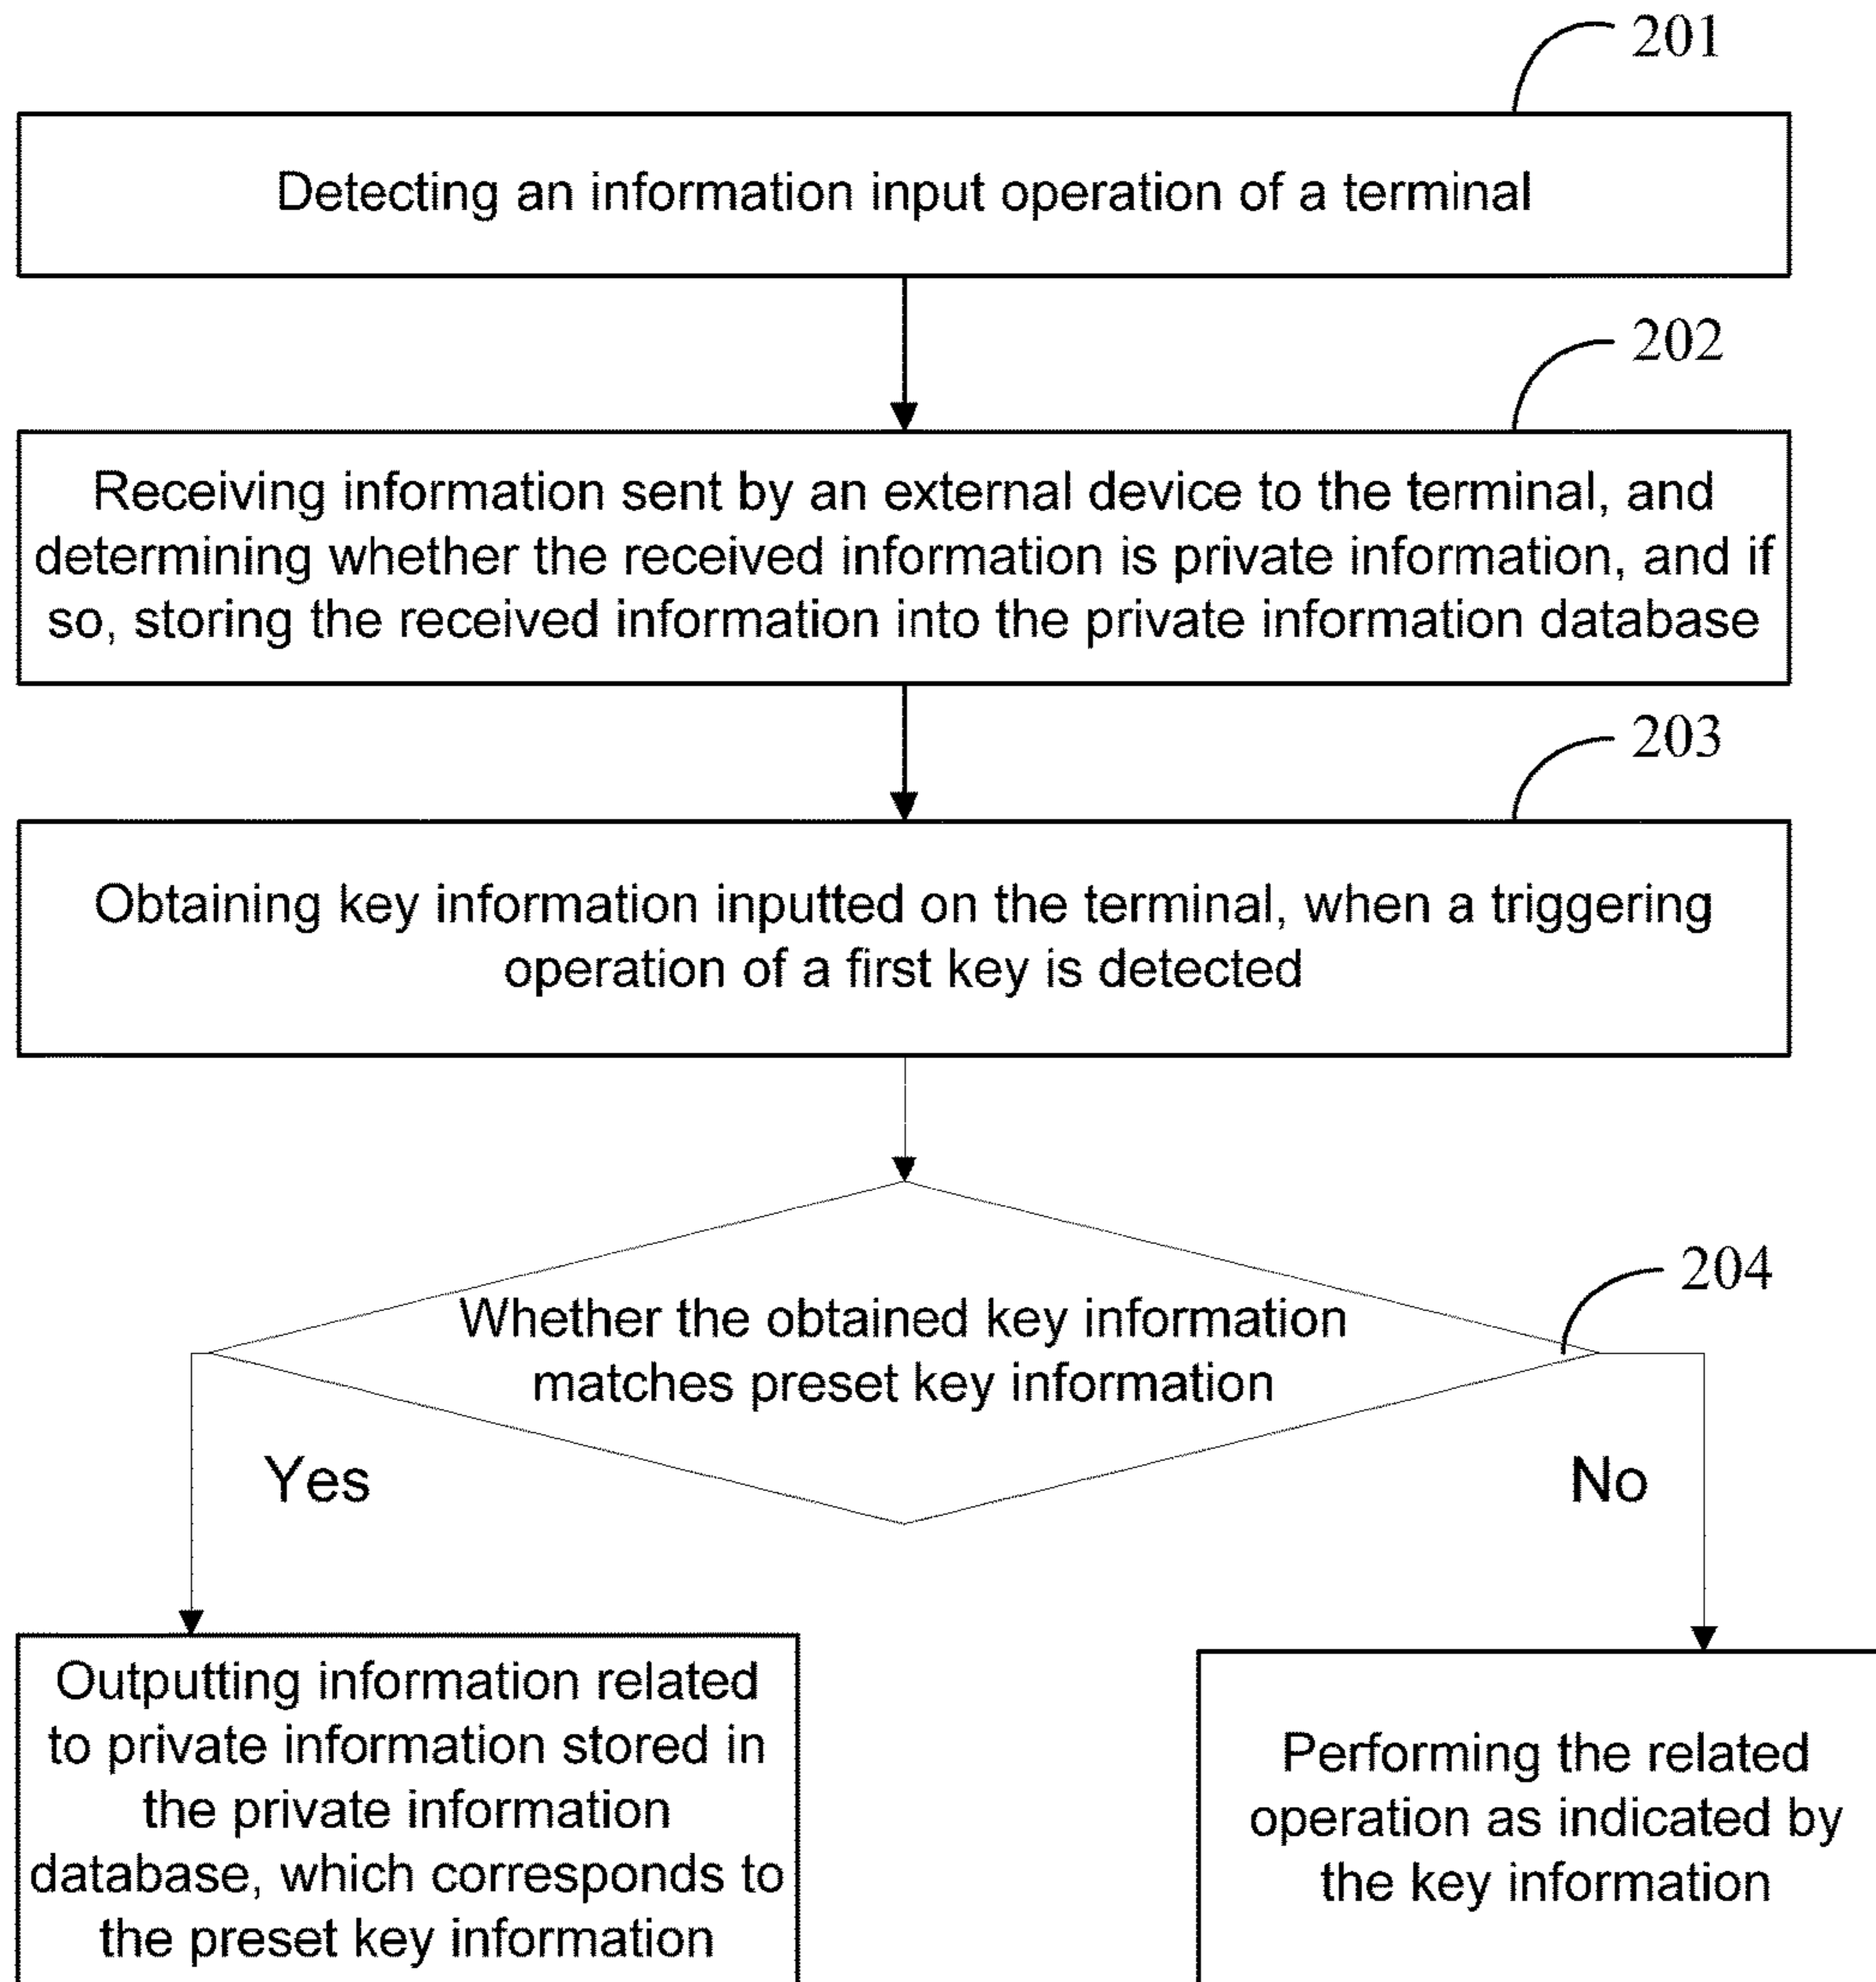 201
Detecting an information input operation of a terminal
202
Receiving information sent by an external device to the terminal, and
determining whether the received information is private information, and if
so, storing the received information into the private information database
203
Obtaining key information inputted on the terminal, when a triggering
operation of a first key is detected
204
Whether the obtained key information
matches preset key information
Yes
No
Outputting information related
to private information stored in
the private information
database, which corresponds to
the preset key information
Performing the related
operation as indicated by
the key information